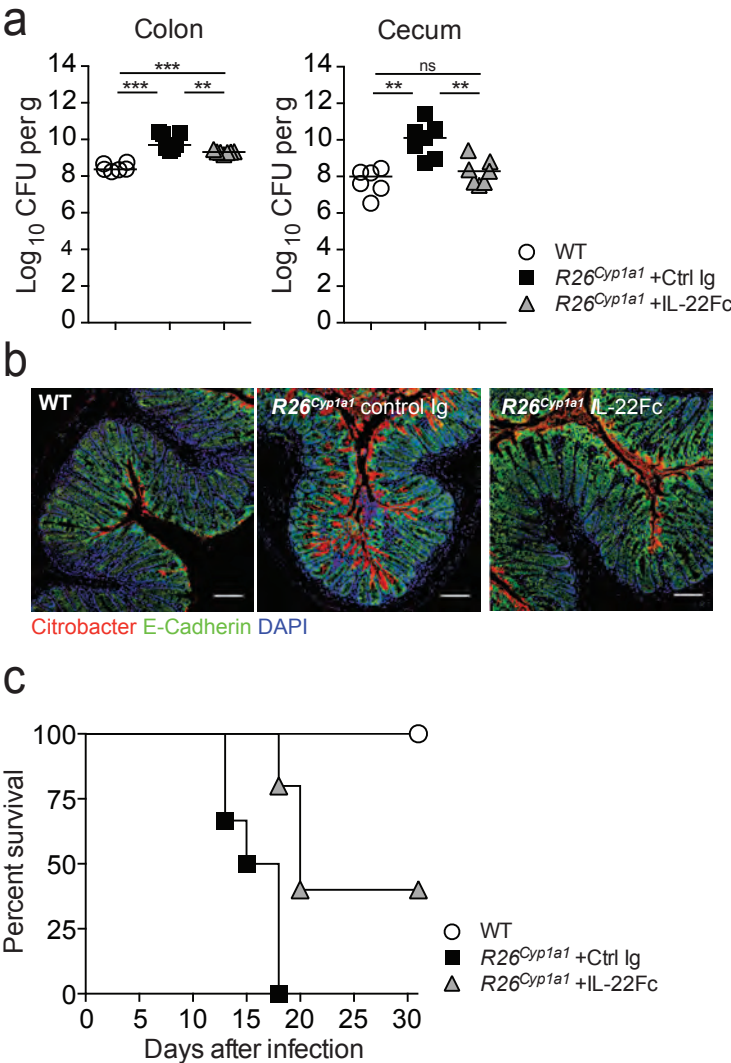 a
Colon
Cecum
14
12
10
8
6
4
2
0
Log10 CFU per g
***
***
**
14
12
10
8
6
4
2
0
Log10 CFU per g
ns
**
**
WT
R26Cyp1a1 +Ctrl Ig
R26Cyp1a1 +IL-22Fc
b
WT
R26Cyp1a1 control Ig
R26Cyp1a1 IL-22Fc
Citrobacter E-Cadherin DAPI
c
100
75
50
25
0
Percent survival
0 5 10 15 20 25 30
Days after infection
WT
R26Cyp1a1 +Ctrl Ig
R26Cyp1a1 +IL-22Fc